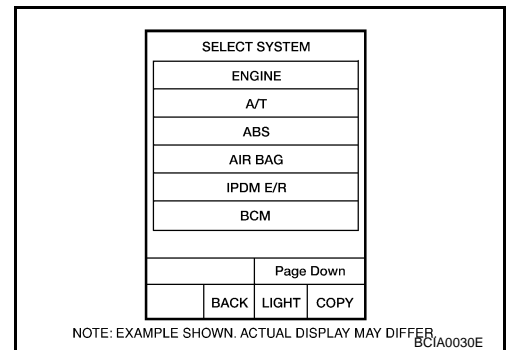 SELECT SYSTEM
ENGINE
A/T
ABS
AIR BAG
IPDM E/R
BCM
Page Down
BACK LIGHT COPY
NOTE: EXAMPLE SHOWN. ACTUAL DISPLAY MAY DIFFER.
BCIA0030E